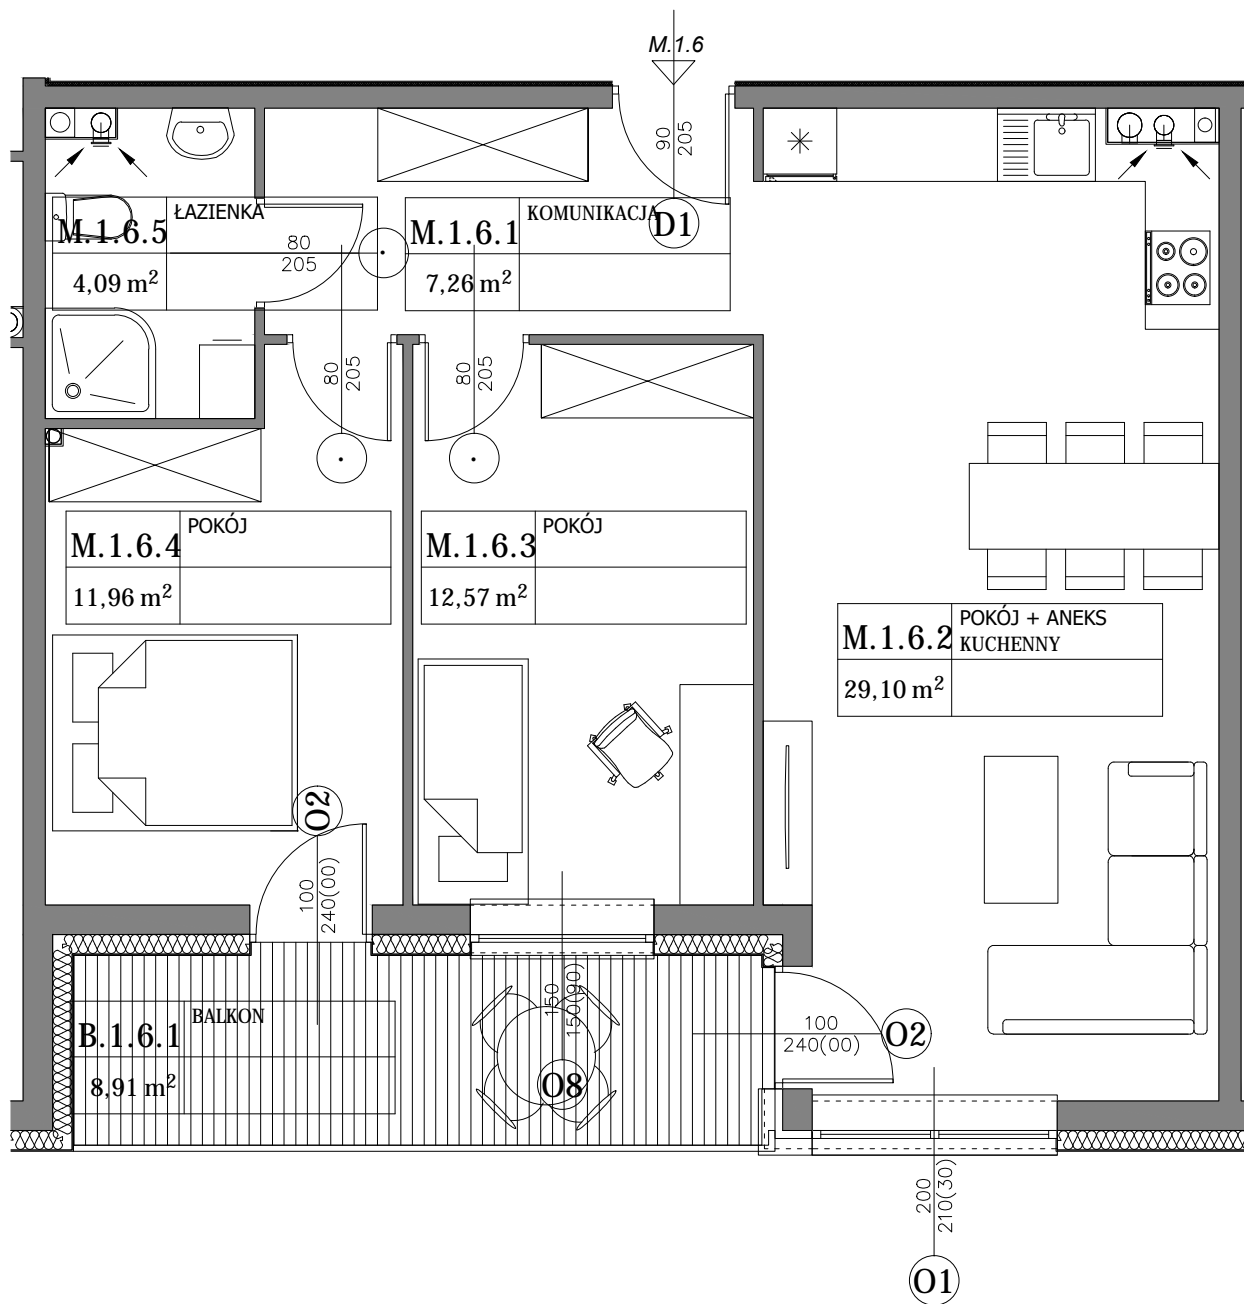 M.1.6
90
205
D1
M.1.6.5
ŁAZIENKA
4,09 m²
80
205
M.1.6.1
KOMUNIKACJA
7,26 m²
80
205
80
205
M.1.6.4
POKÓJ
11,96 m²
M.1.6.3
POKÓJ
12,57 m²
M.1.6.2
POKÓJ + ANEKS
KUCHENNY
29,10 m²
O2
100
240(00)
150
150(90)
O8
B.1.6.1
BALKON
8,91 m²
100
240(00)
O2
200
210(30)
O1